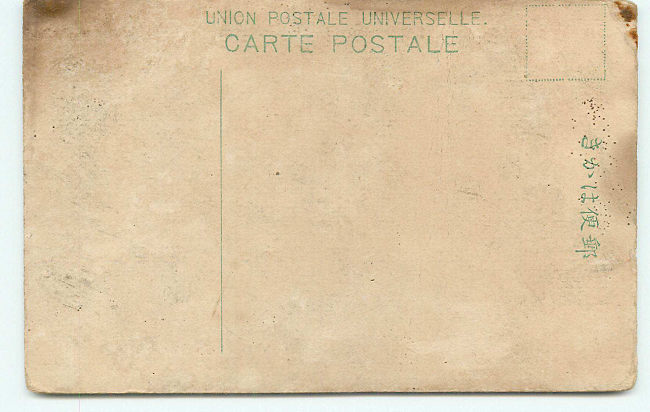 UNION POSTALE UNIVERSELLE.
CARTE POSTALE
郵便はかき